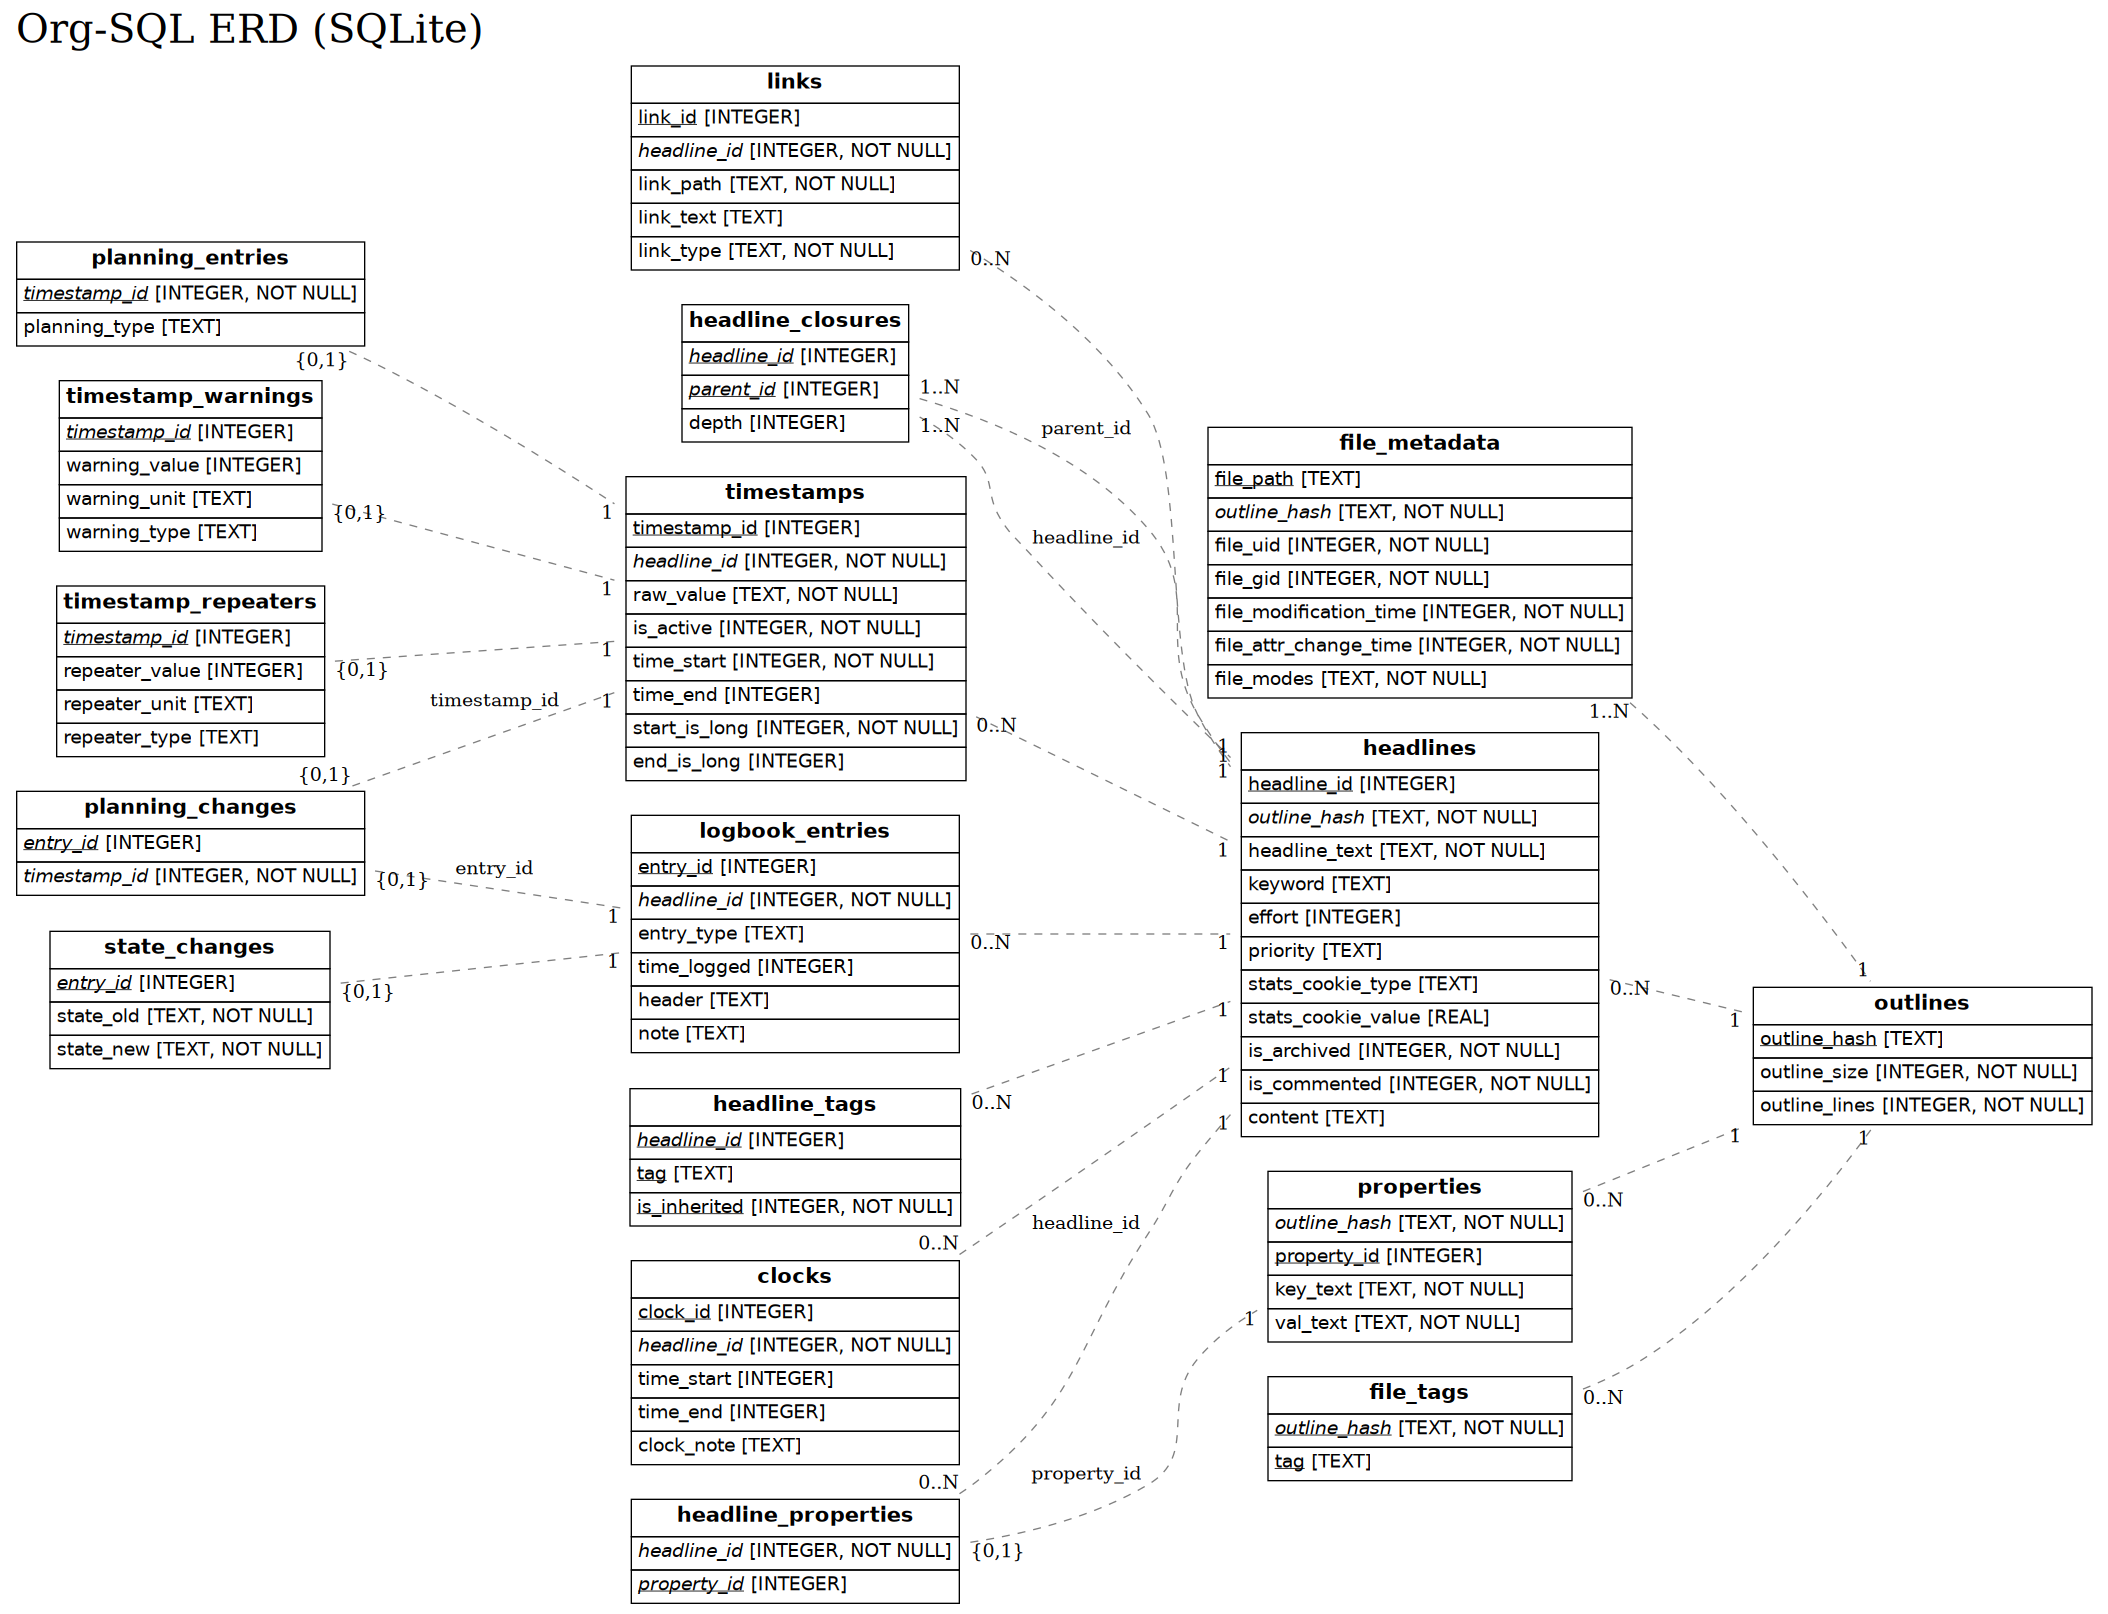 Org-SQL ERD (SQLite)
links
link_id [INTEGER]
headline_id [INTEGER, NOT NULL]
link_path [TEXT, NOT NULL]
link_text [TEXT]
link_type [TEXT, NOT NULL]
0..N
planning_entries
timestamp_id [INTEGER, NOT NULL]
planning_type [TEXT]
{0,1}
headline_closures
headline_id [INTEGER]
parent_id [INTEGER]
depth [INTEGER]
1..N
1..N
parent_id
headline_id
timestamp_warnings
timestamp_id [INTEGER]
warning_value [INTEGER]
warning_unit [TEXT]
warning_type [TEXT]
{0,1}
timestamps
timestamp_id [INTEGER]
headline_id [INTEGER, NOT NULL]
raw_value [TEXT, NOT NULL]
is_active [INTEGER, NOT NULL]
time_start [INTEGER, NOT NULL]
time_end [INTEGER]
start_is_long [INTEGER, NOT NULL]
end_is_long [INTEGER]
1
1
1
1
0..N
file_metadata
file_path [TEXT]
outline_hash [TEXT, NOT NULL]
file_uid [INTEGER, NOT NULL]
file_gid [INTEGER, NOT NULL]
file_modification_time [INTEGER, NOT NULL]
file_attr_change_time [INTEGER, NOT NULL]
file_modes [TEXT, NOT NULL]
1..N
timestamp_repeaters
timestamp_id [INTEGER]
repeater_value [INTEGER]
repeater_unit [TEXT]
repeater_type [TEXT]
{0,1}
timestamp_id
{0,1}
planning_changes
entry_id [INTEGER]
timestamp_id [INTEGER, NOT NULL]
{0,1}
entry_id
state_changes
entry_id [INTEGER]
state_old [TEXT, NOT NULL]
state_new [TEXT, NOT NULL]
{0,1}
logbook_entries
entry_id [INTEGER]
headline_id [INTEGER, NOT NULL]
entry_type [TEXT]
time_logged [INTEGER]
header [TEXT]
note [TEXT]
1
1
0..N
headlines
headline_id [INTEGER]
outline_hash [TEXT, NOT NULL]
headline_text [TEXT, NOT NULL]
keyword [TEXT]
effort [INTEGER]
priority [TEXT]
stats_cookie_type [TEXT]
stats_cookie_value [REAL]
is_archived [INTEGER, NOT NULL]
is_commented [INTEGER, NOT NULL]
content [TEXT]
1
1
1
1
1
1
1
1
0..N
outlines
outline_hash [TEXT]
outline_size [INTEGER, NOT NULL]
outline_lines [INTEGER, NOT NULL]
1
1
1
1
headline_tags
headline_id [INTEGER]
tag [TEXT]
is_inherited [INTEGER, NOT NULL]
0..N
0..N
clocks
clock_id [INTEGER]
headline_id [INTEGER, NOT NULL]
time_start [INTEGER]
time_end [INTEGER]
clock_note [TEXT]
headline_id
properties
outline_hash [TEXT, NOT NULL]
property_id [INTEGER]
key_text [TEXT, NOT NULL]
val_text [TEXT, NOT NULL]
0..N
1
file_tags
outline_hash [TEXT, NOT NULL]
tag [TEXT]
0..N
0..N
property_id
headline_properties
headline_id [INTEGER, NOT NULL]
property_id [INTEGER]
{0,1}